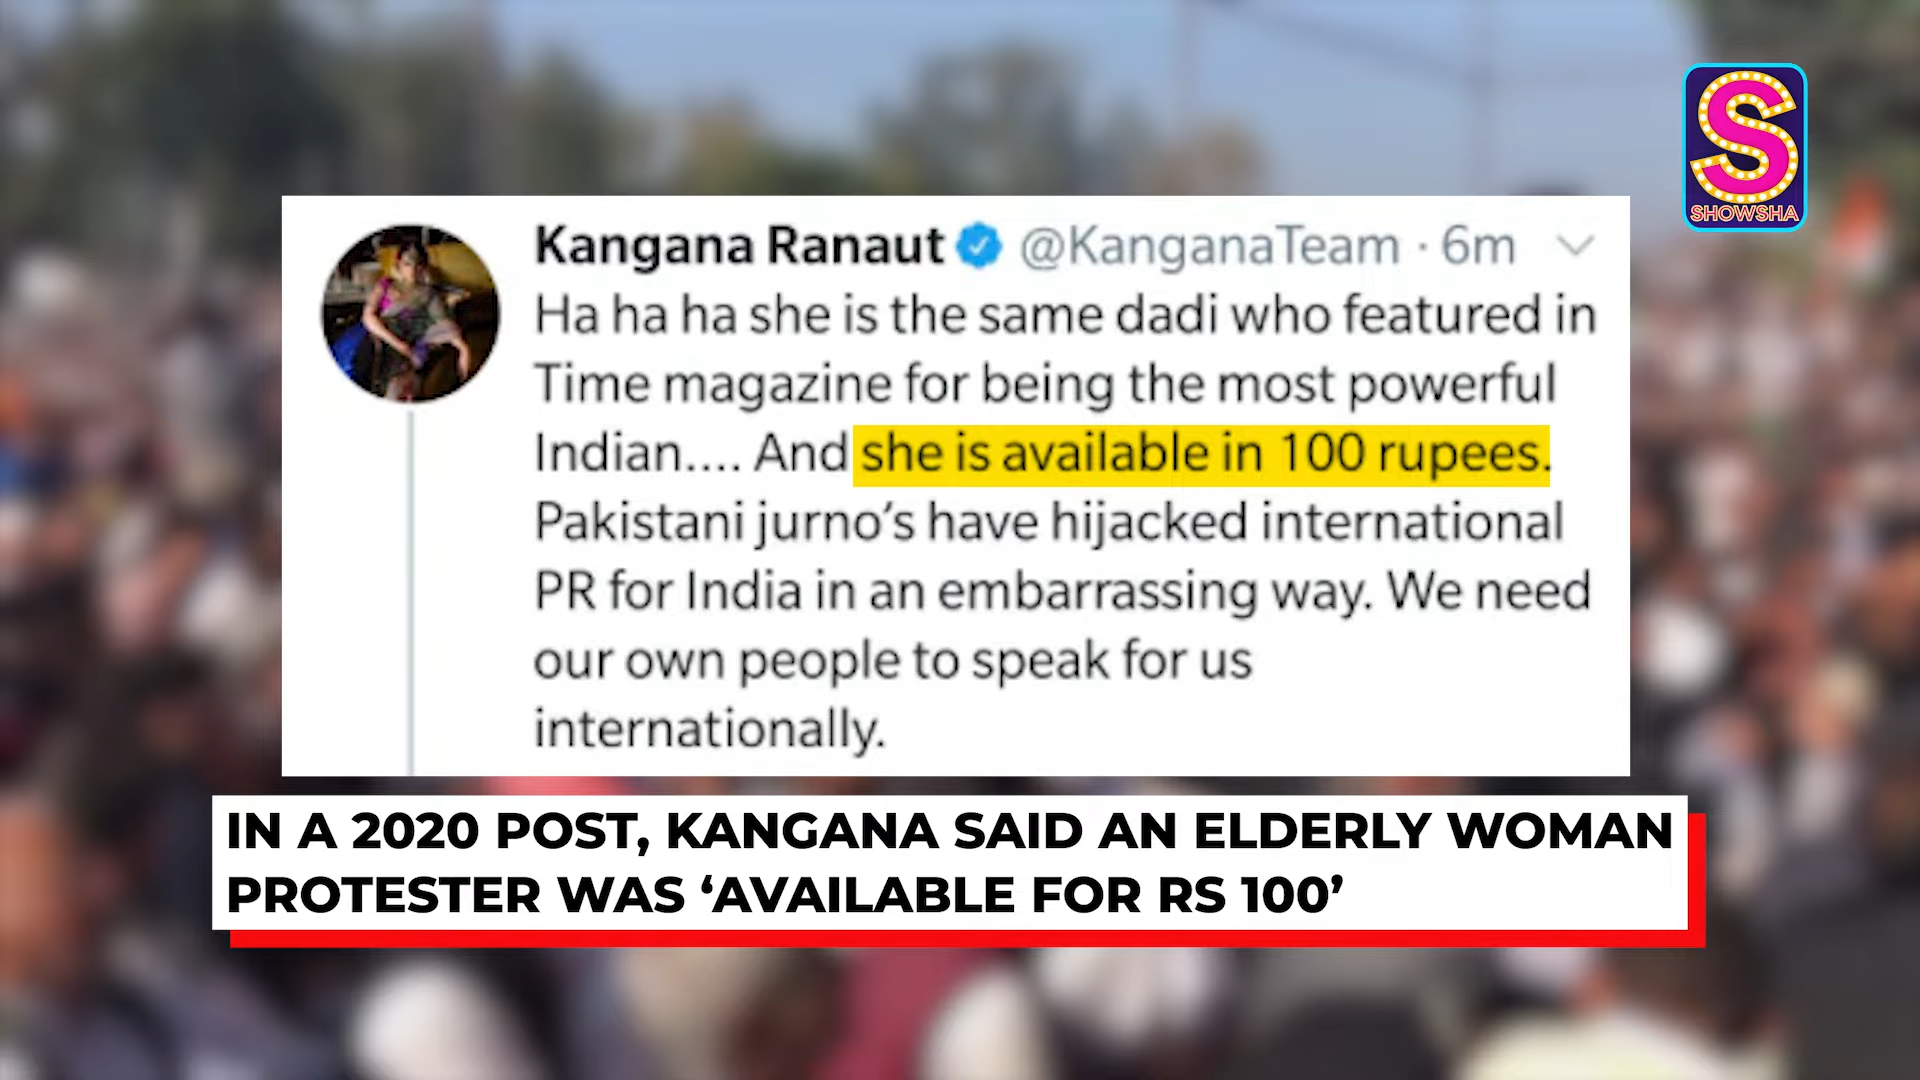 S
SHOWSHA
Kangana Ranaut @KanganaTeam · 6m
Ha ha ha she is the same dadi who featured in
Time magazine for being the most powerful
Indian.... And she is available in 100 rupees.
Pakistani jurno's have hijacked international
PR for India in an embarrassing way. We need
our own people to speak for us
internationally.
IN A 2020 POST, KANGANA SAID AN ELDERLY WOMAN
PROTESTER WAS ‘AVAILABLE FOR RS 100’